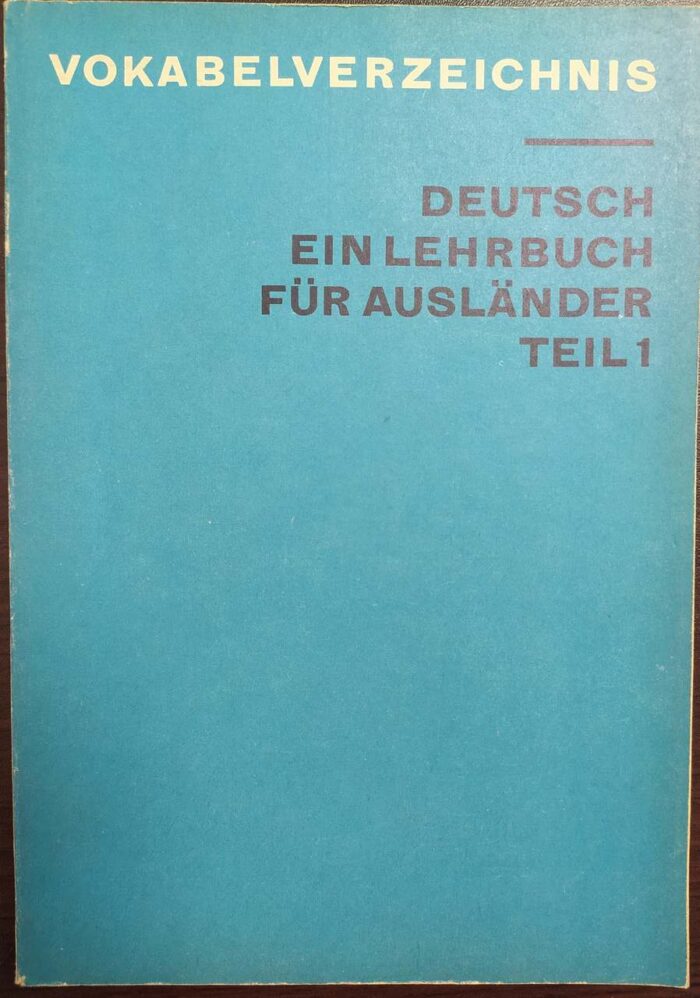 VOKABELVERZEICHNIS
DEUTSCH
EIN LEHRBUCH
FÜR AUSLÄNDER
TEIL 1